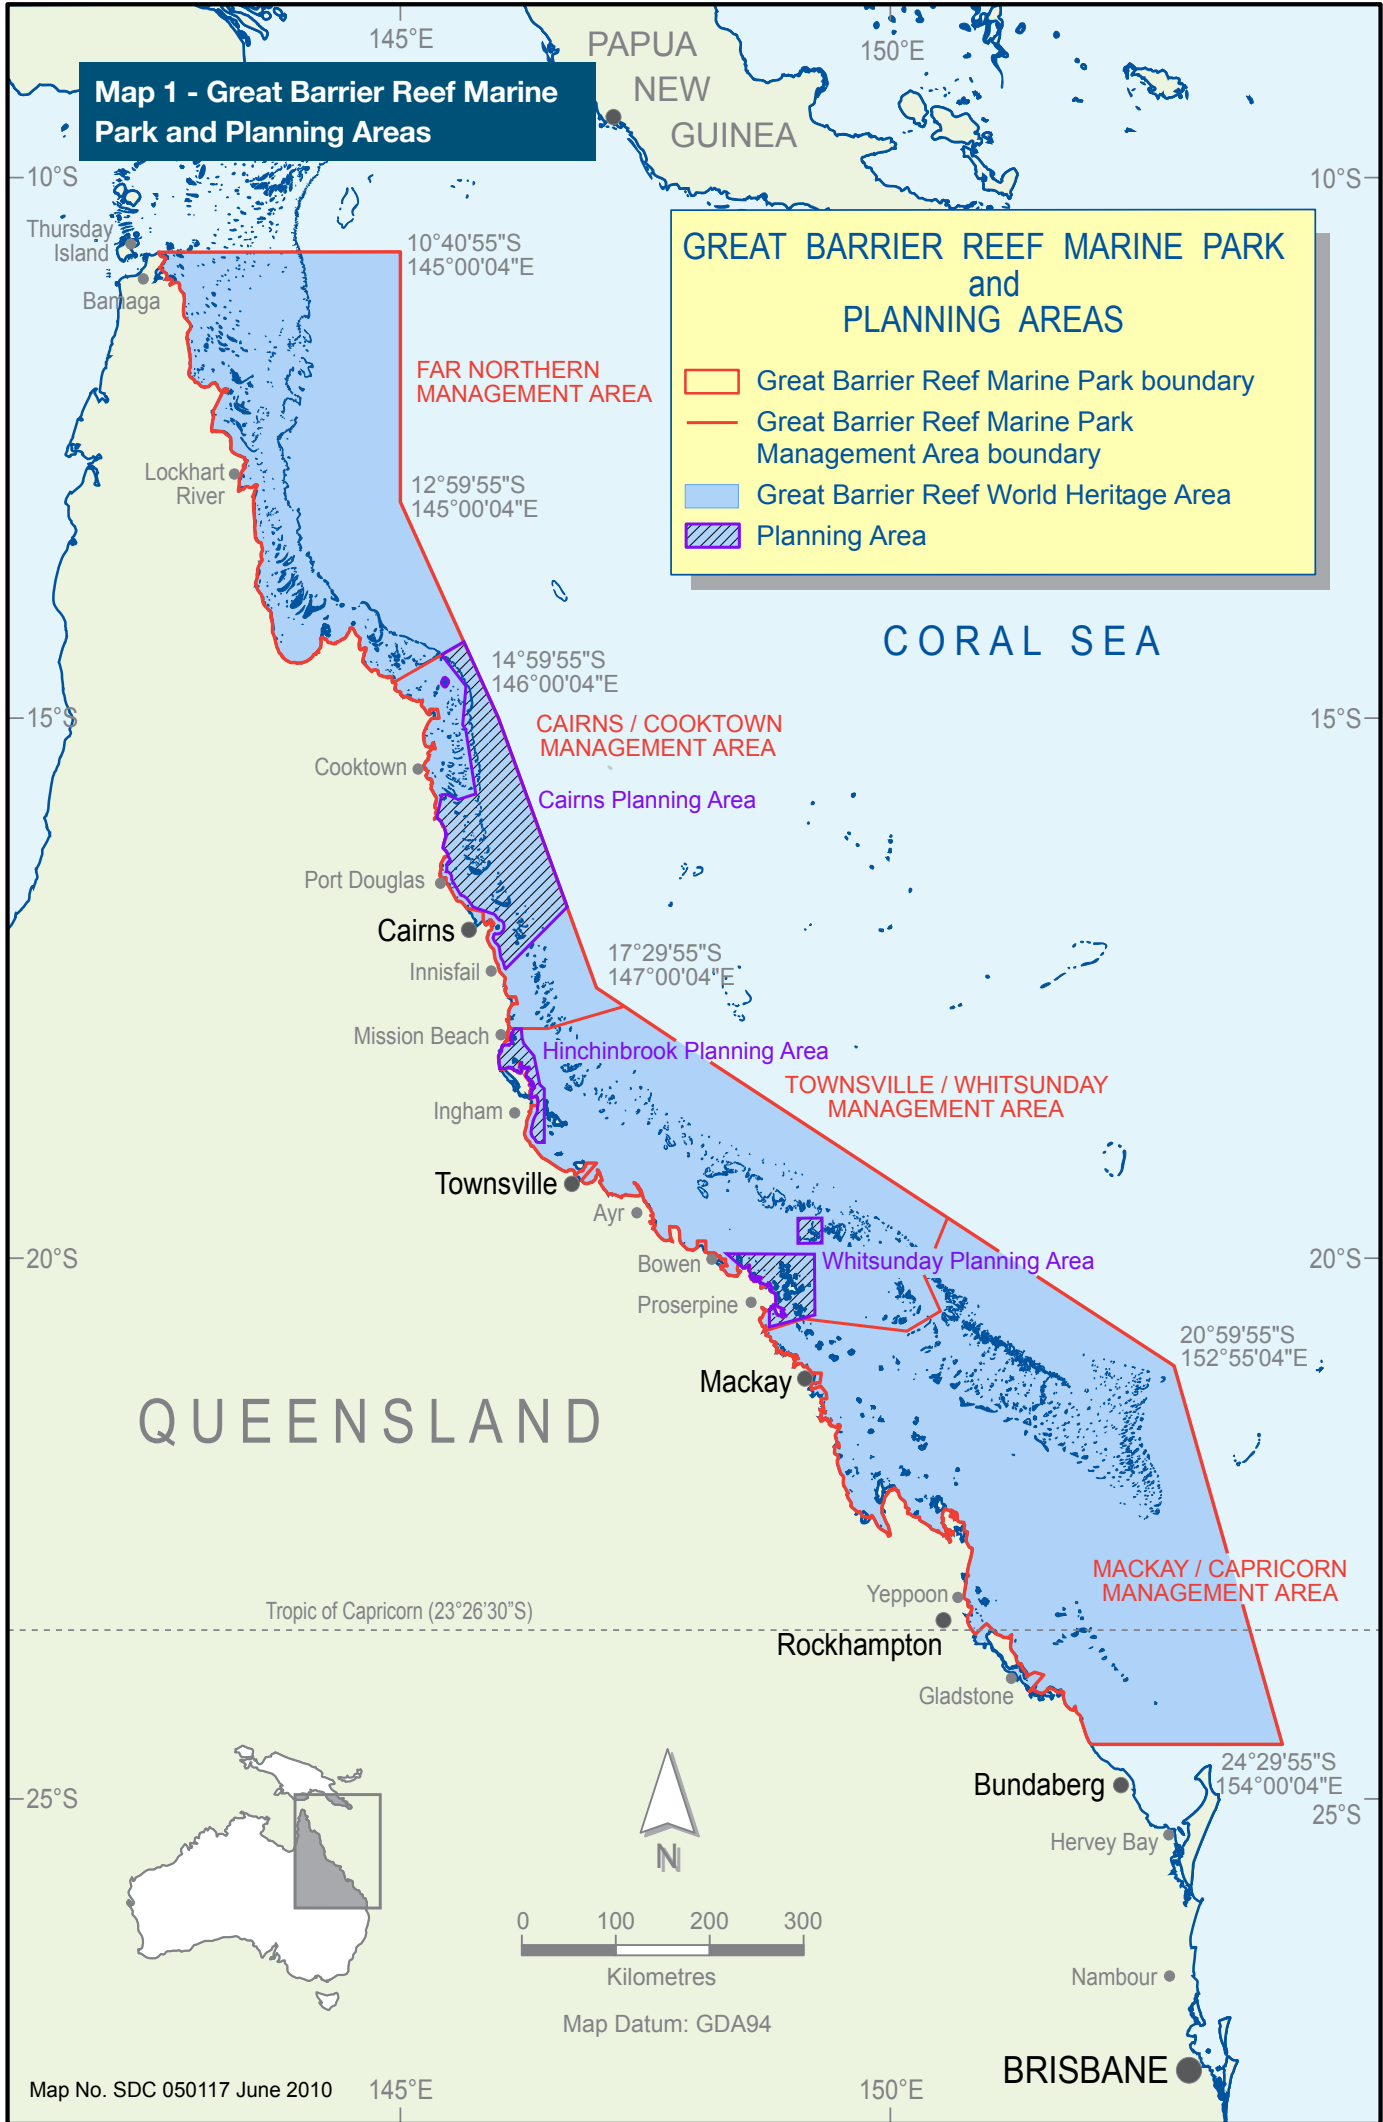 145°E
PAPUA
NEW
GUINEA
150°E
Map 1 - Great Barrier Reef Marine
Park and Planning Areas
10°S
10°S
Thursday
Island
Bamaga
10°40'55"S
145°00'04"E
GREAT BARRIER REEF MARINE PARK
and
PLANNING AREAS
Great Barrier Reef Marine Park boundary
Great Barrier Reef Marine Park
Management Area boundary
Great Barrier Reef World Heritage Area
Planning Area
FAR NORTHERN
MANAGEMENT AREA
Lockhart
River
12°59'55"S
145°00'04"E
CORAL SEA
14°59'55"S
146°00'04"E
15°S
15°S
CAIRNS / COOKTOWN
MANAGEMENT AREA
Cooktown
Cairns Planning Area
Port Douglas
Cairns
Innisfail
17°29'55"S
147°00'04"E
Mission Beach
Hinchinbrook Planning Area
TOWNSVILLE / WHITSUNDAY
MANAGEMENT AREA
Ingham
Townsville
Ayr
20°S
20°S
Bowen
Whitsunday Planning Area
Proserpine
20°59'55"S
152°55'04"E
Mackay
QUEENSLAND
MACKAY / CAPRICORN
MANAGEMENT AREA
Yeppoon
Tropic of Capricorn (23°26'30"S)
Rockhampton
Gladstone
24°29'55"S
154°00'04"E
Bundaberg
25°S
25°S
Hervey Bay
N
0 100 200 300
Kilometres
Nambour
Map Datum: GDA94
BRISBANE
Map No. SDC 050117 June 2010
145°E
150°E